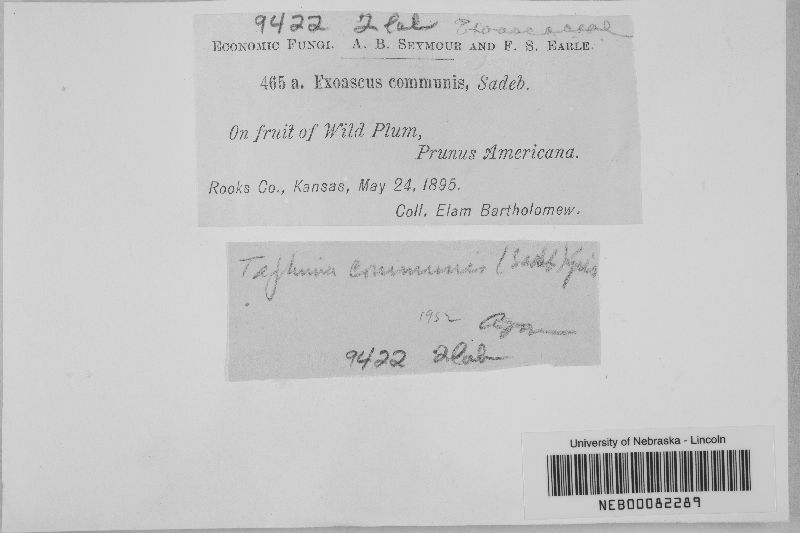 9422 2 lab Exoascaceae
ECONOMIC FUNGI. A. B. SEYMOUR AND F. S. EARLE.
465 a. Exoascus communis, Sadeb.
On fruit of Wild Plum,
Prunus Americana.
Rooks Co., Kansas, May 24, 1895.
Coll. Elam Bartholomew.
communis (Sadeb)
1952
9422 2 lab
University of Nebraska - Lincoln
NEB00082289